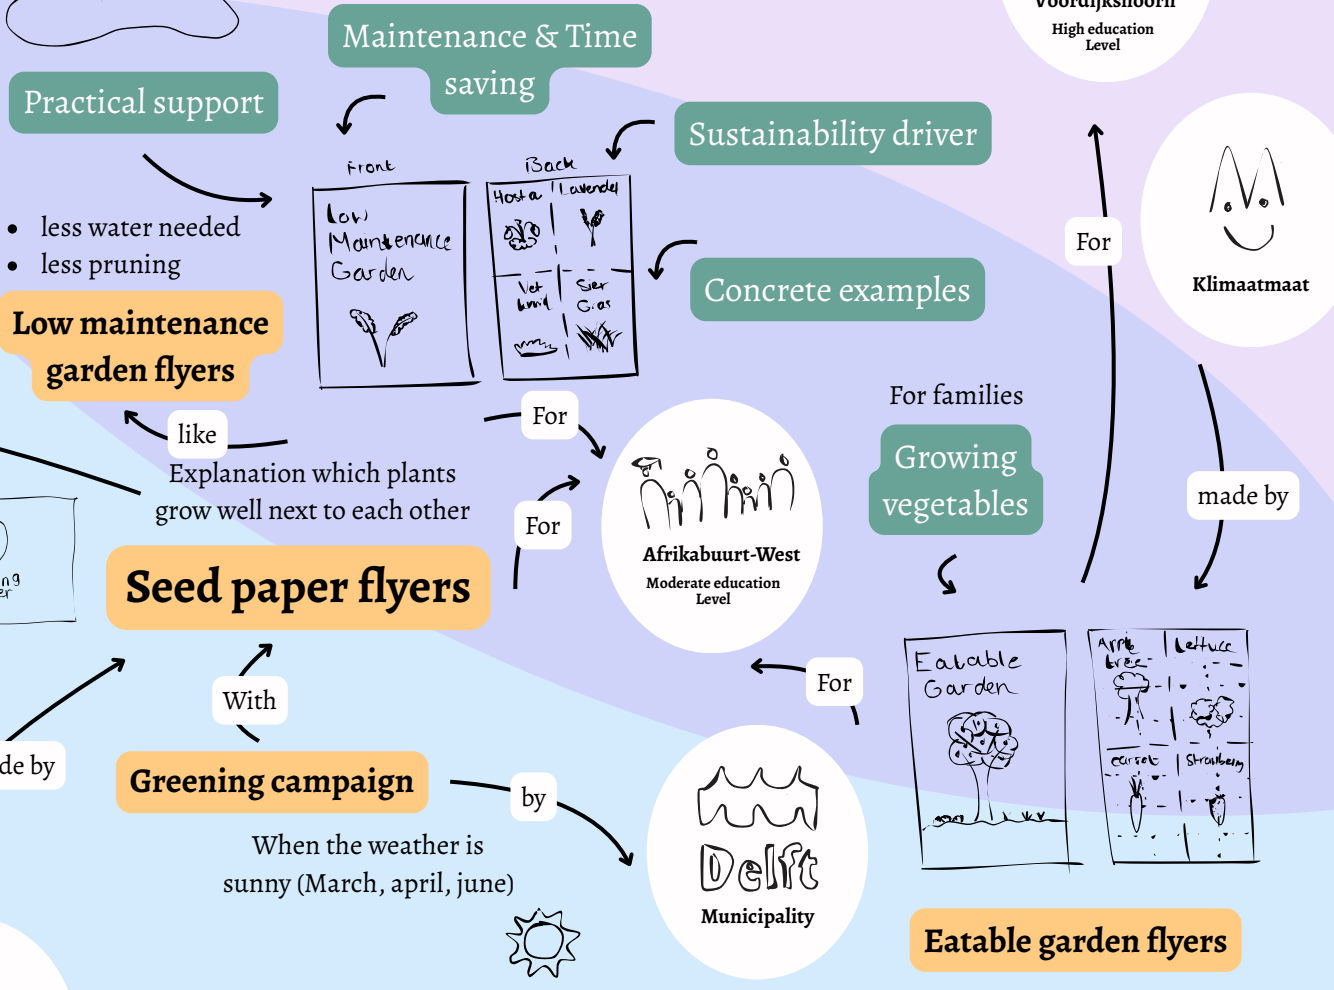 Voordijkshoorn
High education
Level
Maintenance & Time
saving
Practical support
Sustainability driver
Front
Back
Low
Maintenance
Garden
Hosta
Lavendel
Vet
kruid
Sier
Gras
• less water needed
• less pruning
Concrete examples
For
Klimaatmaat
Low maintenance
garden flyers
like
For
For families
Growing
vegetables
made by
Explanation which plants
grow well next to each other
For
Afrikabuurt-West
Moderate education
Level
Seed paper flyers
ng
er
With
For
Eatable
Garden
Apple
tree
Lettuce
carrot
Strawberry
de by
Greening campaign
by
When the weather is
sunny (March, april, june)
Delft
Municipality
Eatable garden flyers